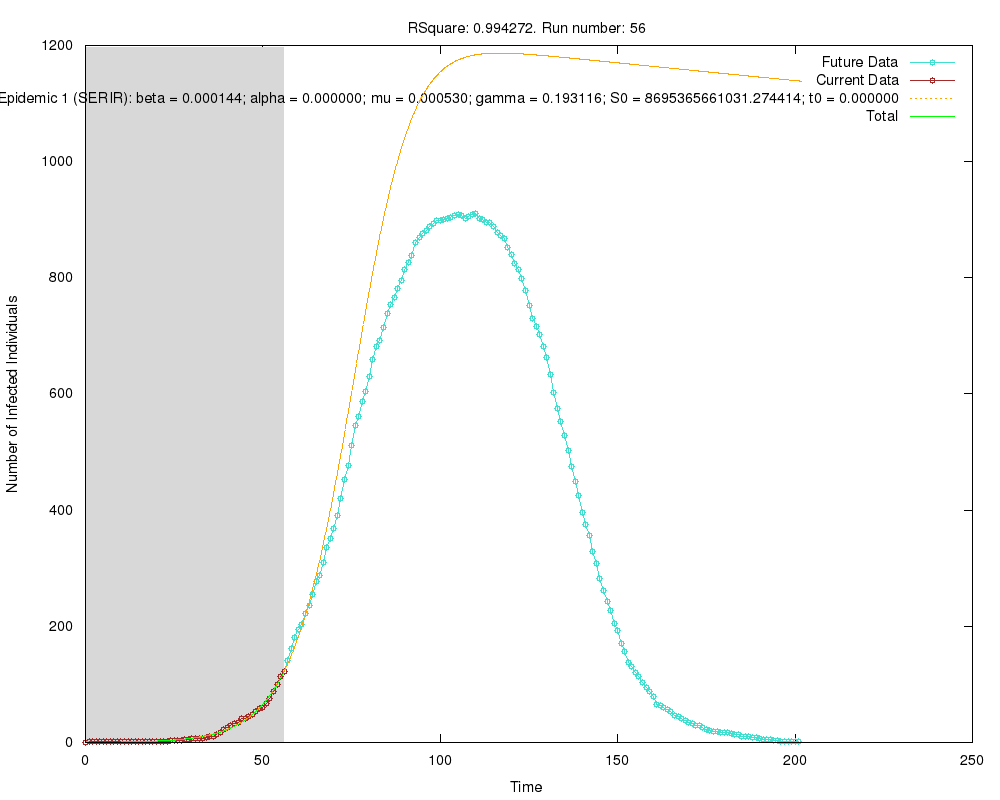 RSquare: 0.994272. Run number: 56
1200
1000
800
600
400
200
0
Number of Infected Individuals
Future Data
Current Data
Epidemic 1 (SERIR): beta = 0.000144; alpha = 0.000000; mu = 0.000530; gamma = 0.193116; S0 = 8695365661031.274414; t0 = 0.000000
Total
0 50 100 150 200 250
Time